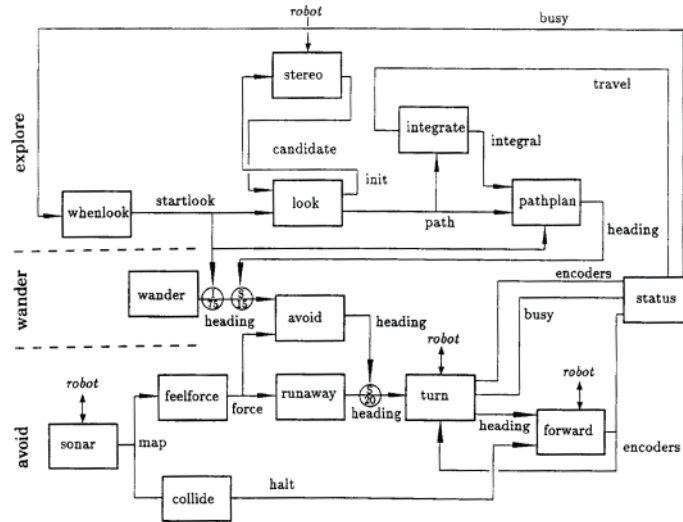 robot
busy
stereo
travel
integrate
explore
candidate
integral
init
startlook
whenlook
look
path
pathplan
heading
wander
wander
I
75
S
15
heading
encoders
status
avoid
heading
busy
robot
robot
robot
avoid
feelforce
force
runaway
S
20
heading
turn
heading
forward
sonar
map
encoders
collide
halt